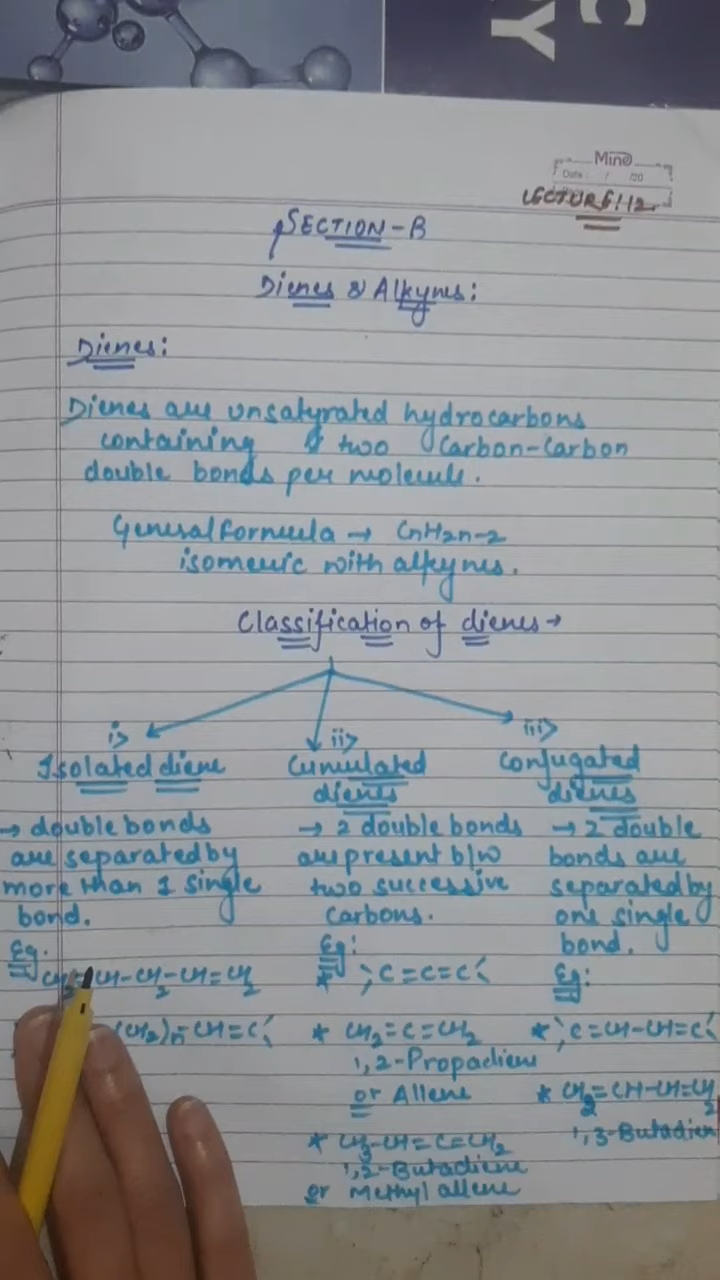 C
PY
Mino
Date: / /20
LECTURE:12.
SECTION-B
Dienes & Alkynes:
Dienes:
Dienes are unsatyrated hydrocarbons
containing two Carbon-Carbon
double bonds per molecule.
General formula → CnH2n-2
isomeric with alkynes.
Classification of dienes→
i>
Isolated diene
→ double bonds
are separated by
more than 1 single
bond.
Eg.
CH2=CH-CH2-CH=CH2
(CH2)n-CH=C
ii>
Cumulated
dienes
→ 2 double bonds
are present b/w
two successive
carbons.
Eg:
* C=C=C
* CH2=C=CH2
1,2-Propadiene
or Allene
* CH3-CH=C=CH2
1,2-Butadiene
or Methyl allene
iii>
Conjugated
dienes
→ 2 double
bonds are
separated by
one single
bond.
Eg:
* C=CH-CH=C
* CH2=CH-CH=CH2
1,3-Butadien